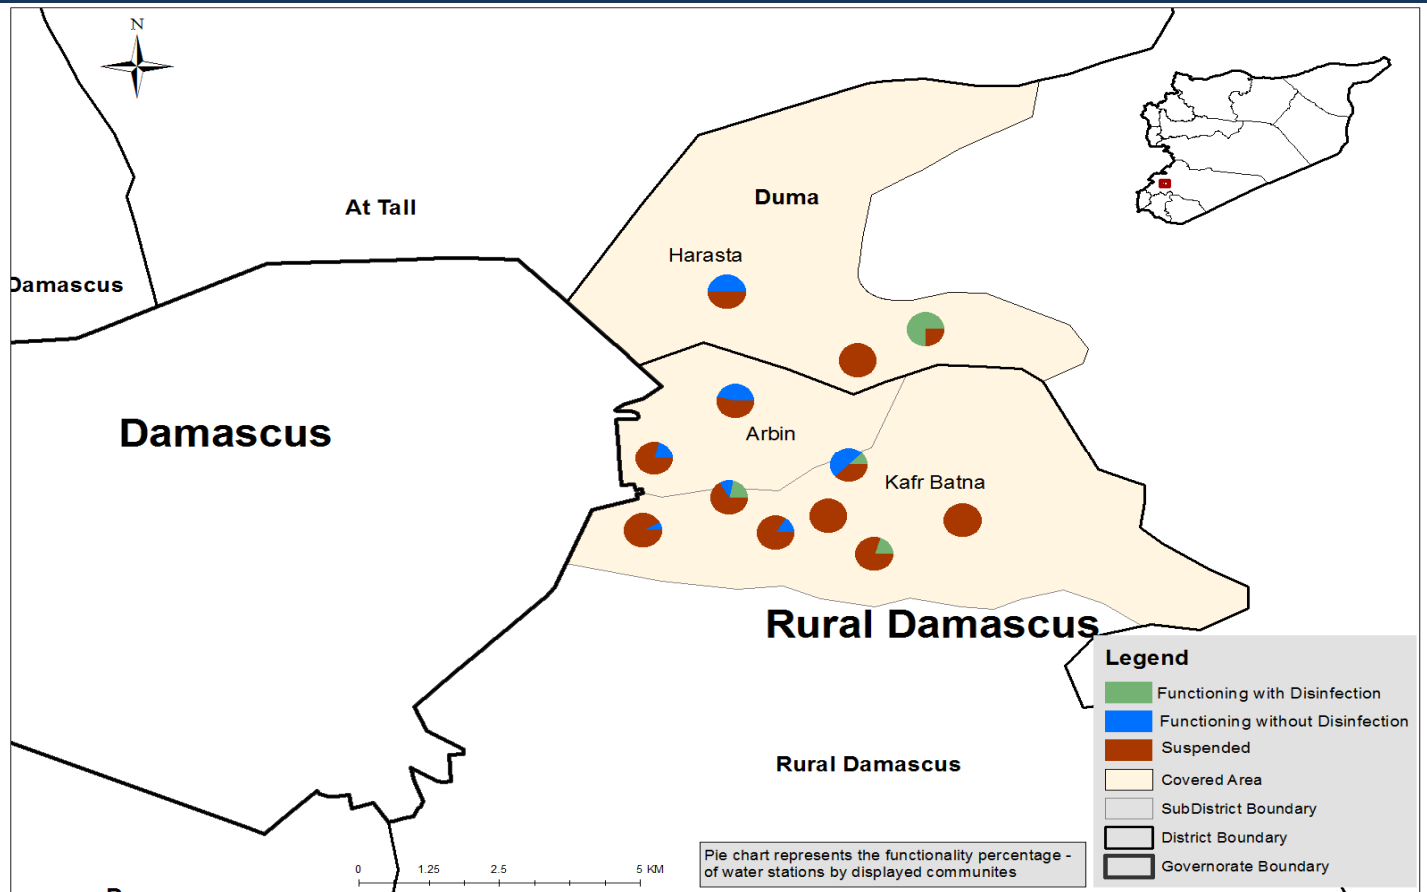 N
At Tall
Duma
Harasta
Damascus
Damascus
Arbin
Kafr Batna
Rural Damascus
Legend
Functioning with Disinfection
Functioning without Disinfection
Suspended
Covered Area
SubDistrict Boundary
District Boundary
Governorate Boundary
Rural Damascus
Pie chart represents the functionality percentage -
of water stations by displayed communites
0 1.25 2.5 5 KM